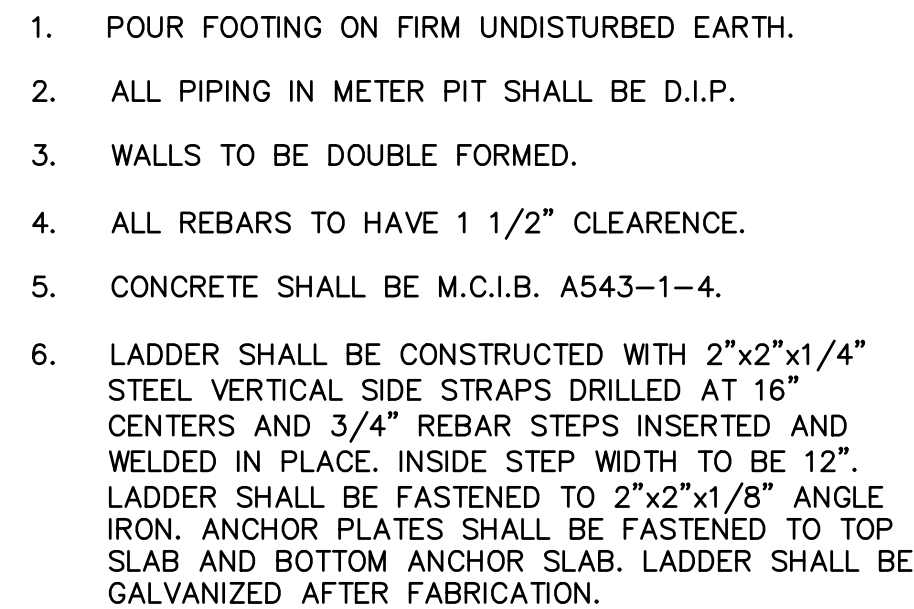 1. POUR FOOTING ON FIRM UNDISTURBED EARTH.
2. ALL PIPING IN METER PIT SHALL BE D.I.P.
3. WALLS TO BE DOUBLE FORMED.
4. ALL REBARS TO HAVE 1 1/2" CLEARENCE.
5. CONCRETE SHALL BE M.C.I.B. A543-1-4.
6. LADDER SHALL BE CONSTRUCTED WITH 2"x2"x1/4"
STEEL VERTICAL SIDE STRAPS DRILLED AT 16"
CENTERS AND 3/4" REBAR STEPS INSERTED AND
WELDED IN PLACE. INSIDE STEP WIDTH TO BE 12".
LADDER SHALL BE FASTENED TO 2"x2"x1/8" ANGLE
IRON. ANCHOR PLATES SHALL BE FASTENED TO TOP
SLAB AND BOTTOM ANCHOR SLAB. LADDER SHALL BE
GALVANIZED AFTER FABRICATION.